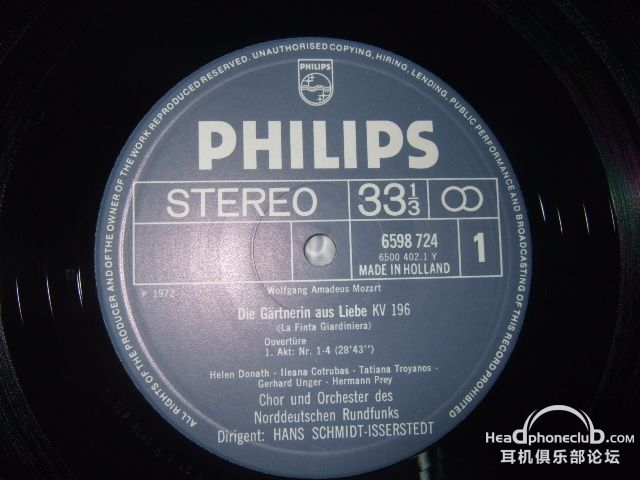 ALL RIGHTS OF THE PRODUCER AND OF THE OWNER OF THE WORK REPRODUCED RESERVED. UNAUTHORISED COPYING, HIRING, LENDING, PUBLIC PERFORMANCE AND BROADCASTING OF THIS RECORD PROHIBITED
PHILIPS
PHILIPS
STEREO 33 1/3
6598 724
6500 402.1 Y
MADE IN HOLLAND
1
P 1972
Wolfgang Amadeus Mozart
Die Gärtnerin aus Liebe KV 196
(La Finta Giardiniera)
Ouvertüre
1. Akt: Nr. 1-4 (28'43'')
Helen Donath - Ileana Cotrubas - Tatiana Troyanos -
Gerhard Unger - Hermann Prey
Chor und Orchester des
Norddeutschen Rundfunks
Dirigent: HANS SCHMIDT-ISSERSTEDT
Headphoneclub.com
耳机俱乐部论坛